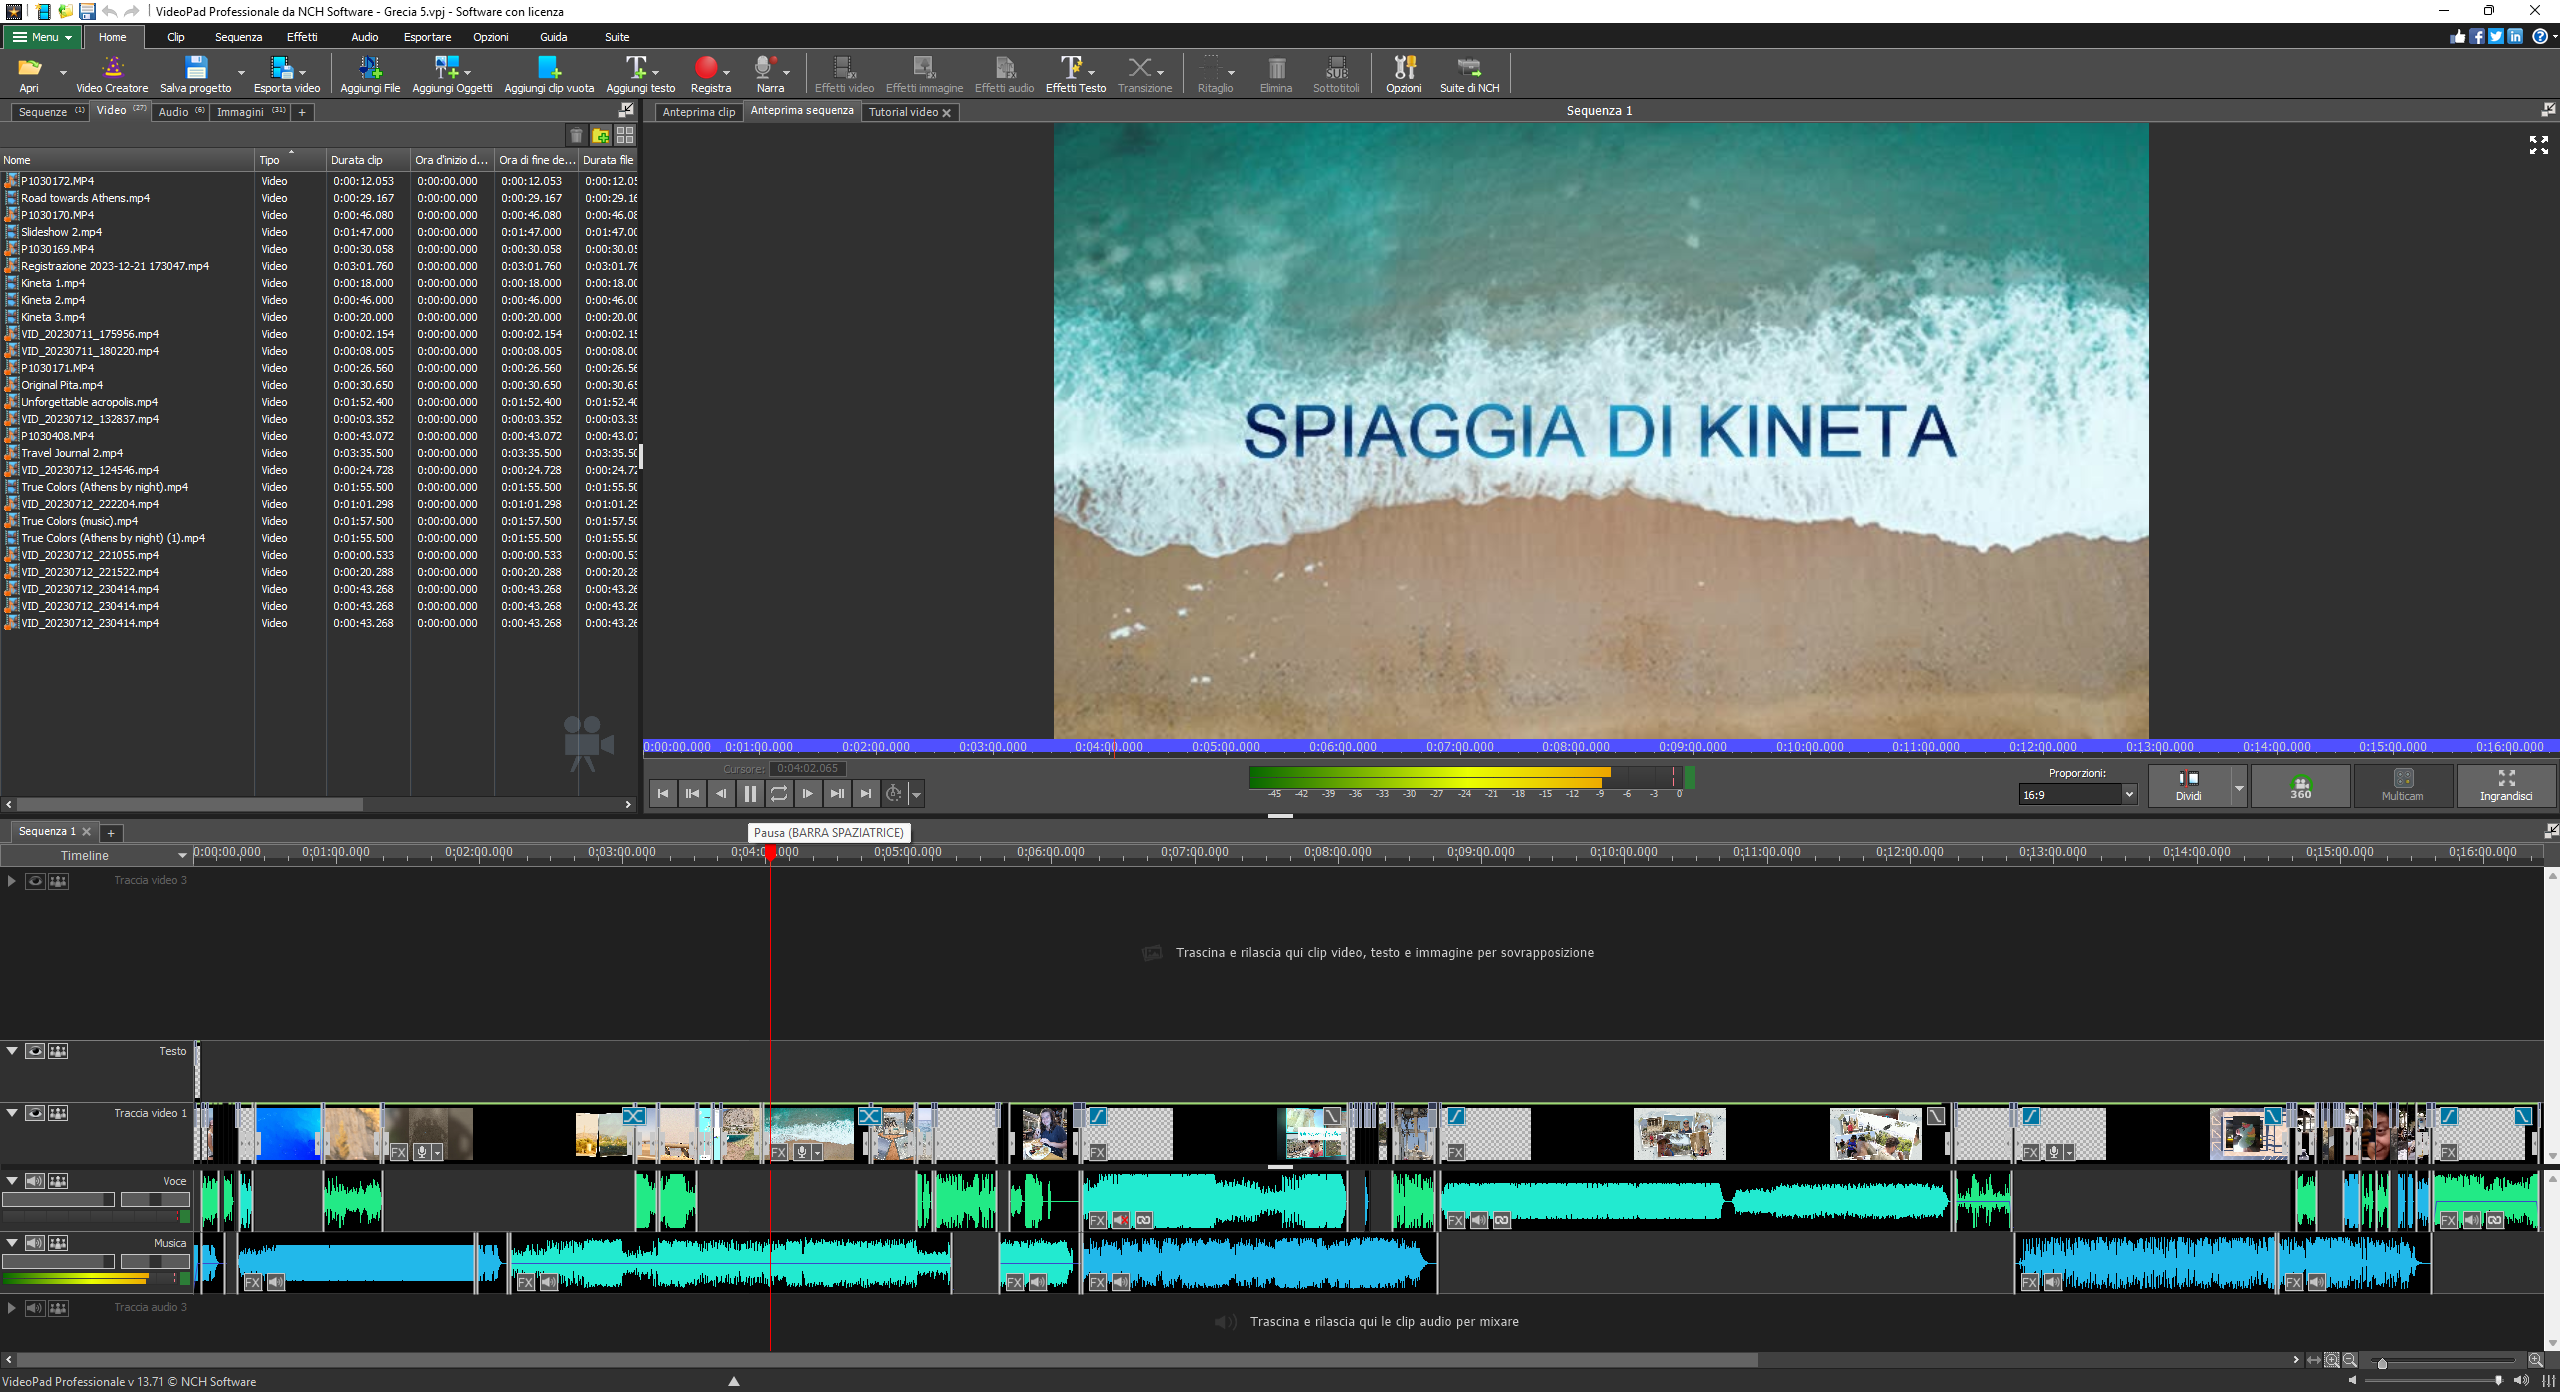 VideoPad Professionale da NCH Software - Grecia 5.vpj - Software con licenza
Menu Home Clip Sequenza Effetti Audio Esportare Opzioni Guida Suite
Apri Video Creatore Salva progetto Esporta video Aggiungi File Aggiungi Oggetti Aggiungi clip vuota Aggiungi testo Registra Narra Effetti video Effetti immagine Effetti audio Effetti Testo Transizione Ritaglio Elimina Sottotitoli Opzioni Suite di NCH
Sequenze (1) Video (27) Audio (6) Immagini (31) +
Anteprima clip Anteprima sequenza Tutorial video
Sequenza 1
Nome Tipo Durata clip Ora d'inizio d... Ora di fine de... Durata file
P1030172.MP4 Video 0:00:12.053 0:00:00.000 0:00:12.053 0:00:12.05
Road towards Athens.mp4 Video 0:00:29.167 0:00:00.000 0:00:29.167 0:00:29.16
P1030170.MP4 Video 0:00:46.080 0:00:00.000 0:00:46.080 0:00:46.08
Slideshow 2.mp4 Video 0:01:47.000 0:00:00.000 0:01:47.000 0:01:47.00
P1030169.MP4 Video 0:00:30.058 0:00:00.000 0:00:30.058 0:00:30.05
Registrazione 2023-12-21 173047.mp4 Video 0:03:01.760 0:00:00.000 0:03:01.760 0:03:01.76
Kineta 1.mp4 Video 0:00:18.000 0:00:00.000 0:00:18.000 0:00:18.00
Kineta 2.mp4 Video 0:00:46.000 0:00:00.000 0:00:46.000 0:00:46.00
Kineta 3.mp4 Video 0:00:20.000 0:00:00.000 0:00:20.000 0:00:20.00
VID_20230711_175956.mp4 Video 0:00:02.154 0:00:00.000 0:00:02.154 0:00:02.15
VID_20230711_180220.mp4 Video 0:00:08.005 0:00:00.000 0:00:08.005 0:00:08.00
P1030171.MP4 Video 0:00:26.560 0:00:00.000 0:00:26.560 0:00:26.56
Original Pita.mp4 Video 0:00:30.650 0:00:00.000 0:00:30.650 0:00:30.65
Unforgettable acropolis.mp4 Video 0:01:52.400 0:00:00.000 0:01:52.400 0:01:52.40
VID_20230712_132837.mp4 Video 0:00:03.352 0:00:00.000 0:00:03.352 0:00:03.35
P1030408.MP4 Video 0:00:43.072 0:00:00.000 0:00:43.072 0:00:43.07
Travel Journal 2.mp4 Video 0:03:35.500 0:00:00.000 0:03:35.500 0:03:35.50
VID_20230712_124546.mp4 Video 0:00:24.728 0:00:00.000 0:00:24.728 0:00:24.72
True Colors (Athens by night).mp4 Video 0:01:55.500 0:00:00.000 0:01:55.500 0:01:55.50
VID_20230712_222204.mp4 Video 0:01:01.298 0:00:00.000 0:01:01.298 0:01:01.29
True Colors (music).mp4 Video 0:01:57.500 0:00:00.000 0:01:57.500 0:01:57.50
True Colors (Athens by night) (1).mp4 Video 0:01:55.500 0:00:00.000 0:01:55.500 0:01:55.50
VID_20230712_221055.mp4 Video 0:00:00.533 0:00:00.000 0:00:00.533 0:00:00.53
VID_20230712_221522.mp4 Video 0:00:20.288 0:00:00.000 0:00:20.288 0:00:20.28
VID_20230712_230414.mp4 Video 0:00:43.268 0:00:00.000 0:00:43.268 0:00:43.26
VID_20230712_230414.mp4 Video 0:00:43.268 0:00:00.000 0:00:43.268 0:00:43.26
VID_20230712_230414.mp4 Video 0:00:43.268 0:00:00.000 0:00:43.268 0:00:43.26
SPIAGGIA DI KINETA
0:00:00.000 0:01:00.000 0:02:00.000 0:03:00.000 0:04:00.000 0:05:00.000 0:06:00.000 0:07:00.000 0:08:00.000 0:09:00.000 0:10:00.000 0:11:00.000 0:12:00.000 0:13:00.000 0:14:00.000 0:15:00.000 0:16:00.000
Cursore: 0:04:02.065
-45 -42 -39 -36 -33 -30 -27 -24 -21 -18 -15 -12 -9 -6 -3 0
Proporzioni:
16:9
Dividi 360 Multicam Ingrandisci
Sequenza 1 +
Pausa (BARRA SPAZIATRICE)
Timeline 0:00:00.000 0:01:00.000 0:02:00.000 0:03:00.000 0:04:00.000 0:05:00.000 0:06:00.000 0:07:00.000 0:08:00.000 0:09:00.000 0:10:00.000 0:11:00.000 0:12:00.000 0:13:00.000 0:14:00.000 0:15:00.000 0:16:00.000
Traccia video 3
Trascina e rilascia qui clip video, testo e immagine per sovrapposizione
Testo
Traccia video 1
FX FX FX FX FX FX
Voce
FX FX FX
Musica
FX FX FX FX FX FX
Traccia audio 3
Trascina e rilascia qui le clip audio per mixare
VideoPad Professionale v 13.71 © NCH Software